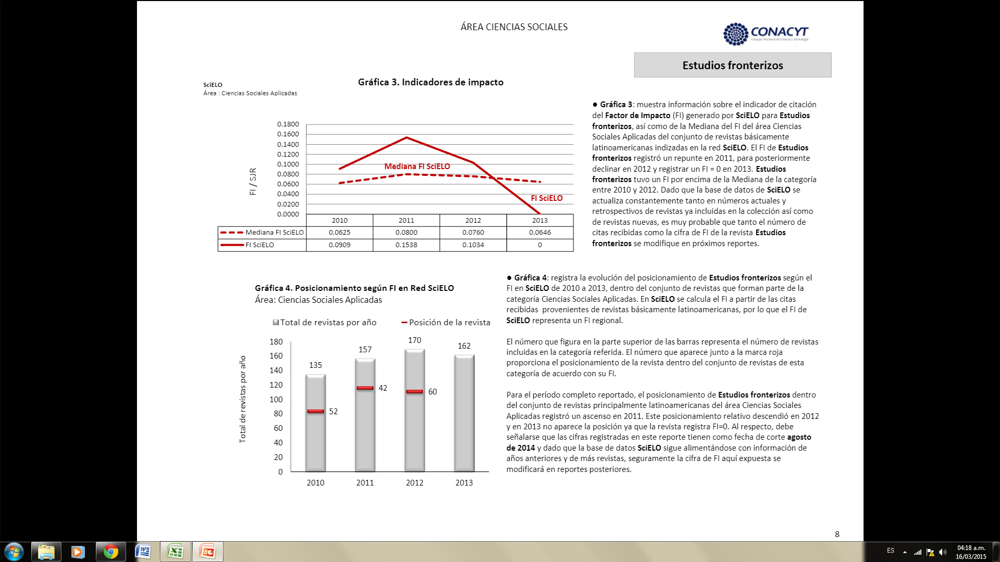 ÁREA CIENCIAS SOCIALES
CONACYT
Consejo Nacional de Ciencia y Tecnología
Estudios fronterizos
SciELO
Área : Ciencias Sociales Aplicadas
Gráfica 3. Indicadores de impacto
FI / SJR
0.1800
0.1600
0.1400
0.1200
0.1000
0.0800
0.0600
0.0400
0.0200
0.0000
Mediana FI SciELO
FI SciELO
2010 2011 2012 2013
Mediana FI SciELO 0.0625 0.0800 0.0760 0.0646
FI SciELO 0.0909 0.1538 0.1034 0
● Gráfica 3: muestra información sobre el indicador de citación
del Factor de Impacto (FI) generado por SciELO para Estudios
fronterizos, así como de la Mediana del FI del área Ciencias
Sociales Aplicadas del conjunto de revistas básicamente
latinoamericanas indizadas en la red SciELO. El FI de Estudios
fronterizos registró un repunte en 2011, para posteriormente
declinar en 2012 y registrar un FI = 0 en 2013. Estudios
fronterizos tuvo un FI por encima de la Mediana de la categoría
entre 2010 y 2012. Dado que la base de datos de SciELO se
actualiza constantemente tanto en números actuales y
retrospectivos de revistas ya incluidas en la colección así como
de revistas nuevas, es muy probable que tanto el número de
citas recibidas como la cifra de FI de la revista Estudios
fronterizos se modifique en próximos reportes.
Gráfica 4. Posicionamiento según FI en Red SciELO
Área: Ciencias Sociales Aplicadas
Total de revistas por año
Posición de la revista
Total de revistas por año
180
160
140
120
100
80
60
40
20
0
135
157
170
162
52
42
60
2010 2011 2012 2013
● Gráfica 4: registra la evolución del posicionamiento de Estudios fronterizos según el
FI en SciELO de 2010 a 2013, dentro del conjunto de revistas que forman parte de la
categoría Ciencias Sociales Aplicadas. En SciELO se calcula el FI a partir de las citas
recibidas provenientes de revistas básicamente latinoamericanas, por lo que el FI de
SciELO representa un FI regional.
El número que figura en la parte superior de las barras representa el número de revistas
incluidas en la categoría referida. El número que aparece junto a la marca roja
proporciona el posicionamiento de la revista dentro del conjunto de revistas de esta
categoría de acuerdo con su FI.
Para el período completo reportado, el posicionamiento de Estudios fronterizos dentro
del conjunto de revistas principalmente latinoamericanas del área Ciencias Sociales
Aplicadas registró un ascenso en 2011. Este posicionamiento relativo descendió en 2012
y en 2013 no aparece la posición ya que la revista registra FI=0. Al respecto, debe
señalarse que las cifras registradas en este reporte tienen como fecha de corte agosto
de 2014 y dado que la base de datos SciELO sigue alimentándose con información de
años anteriores y de más revistas, seguramente la cifra de FI aquí expuesta se
modificará en reportes posteriores.
8
ES
04:18 a.m.
16/03/2015